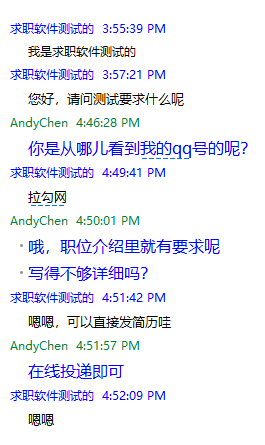 求职软件测试的 3:55:39 PM
我是求职软件测试的
求职软件测试的 3:57:21 PM
您好，请问测试要求什么呢
AndyChen 4:46:28 PM
你是从哪儿看到我的qq号的呢？
求职软件测试的 4:49:41 PM
拉勾网
AndyChen 4:50:01 PM
哦，职位介绍里就有要求呢
写得不够详细吗？
求职软件测试的 4:51:42 PM
嗯嗯，可以直接发简历哇
AndyChen 4:51:57 PM
在线投递即可
求职软件测试的 4:52:09 PM
嗯嗯